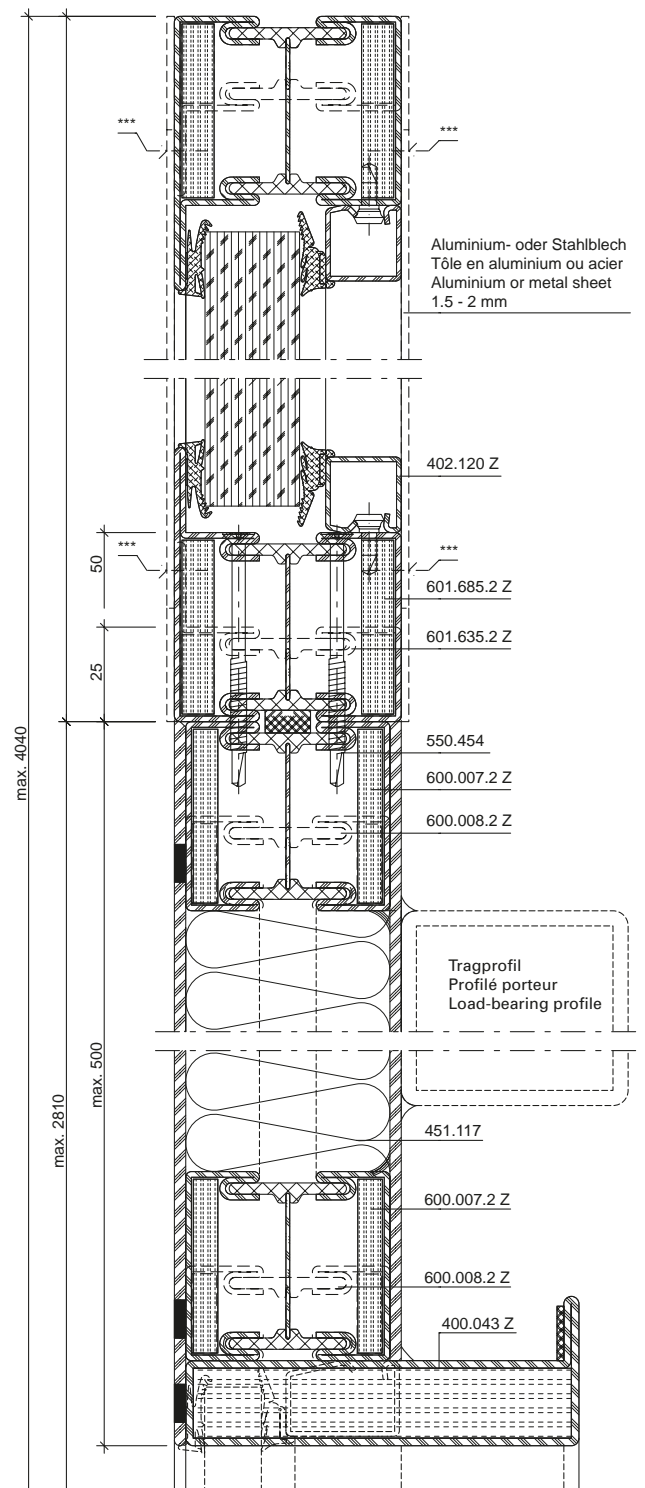 ***
***
Aluminium- oder Stahlblech
Tôle en aluminium ou acier
Aluminium or metal sheet
1.5 - 2 mm
402.120 Z
***
***
50
601.685.2 Z
601.635.2 Z
25
max. 4040
550.454
600.007.2 Z
600.008.2 Z
Tragprofil
Profilé porteur
Load-bearing profile
max. 500
max. 2810
451.117
600.007.2 Z
600.008.2 Z
400.043 Z